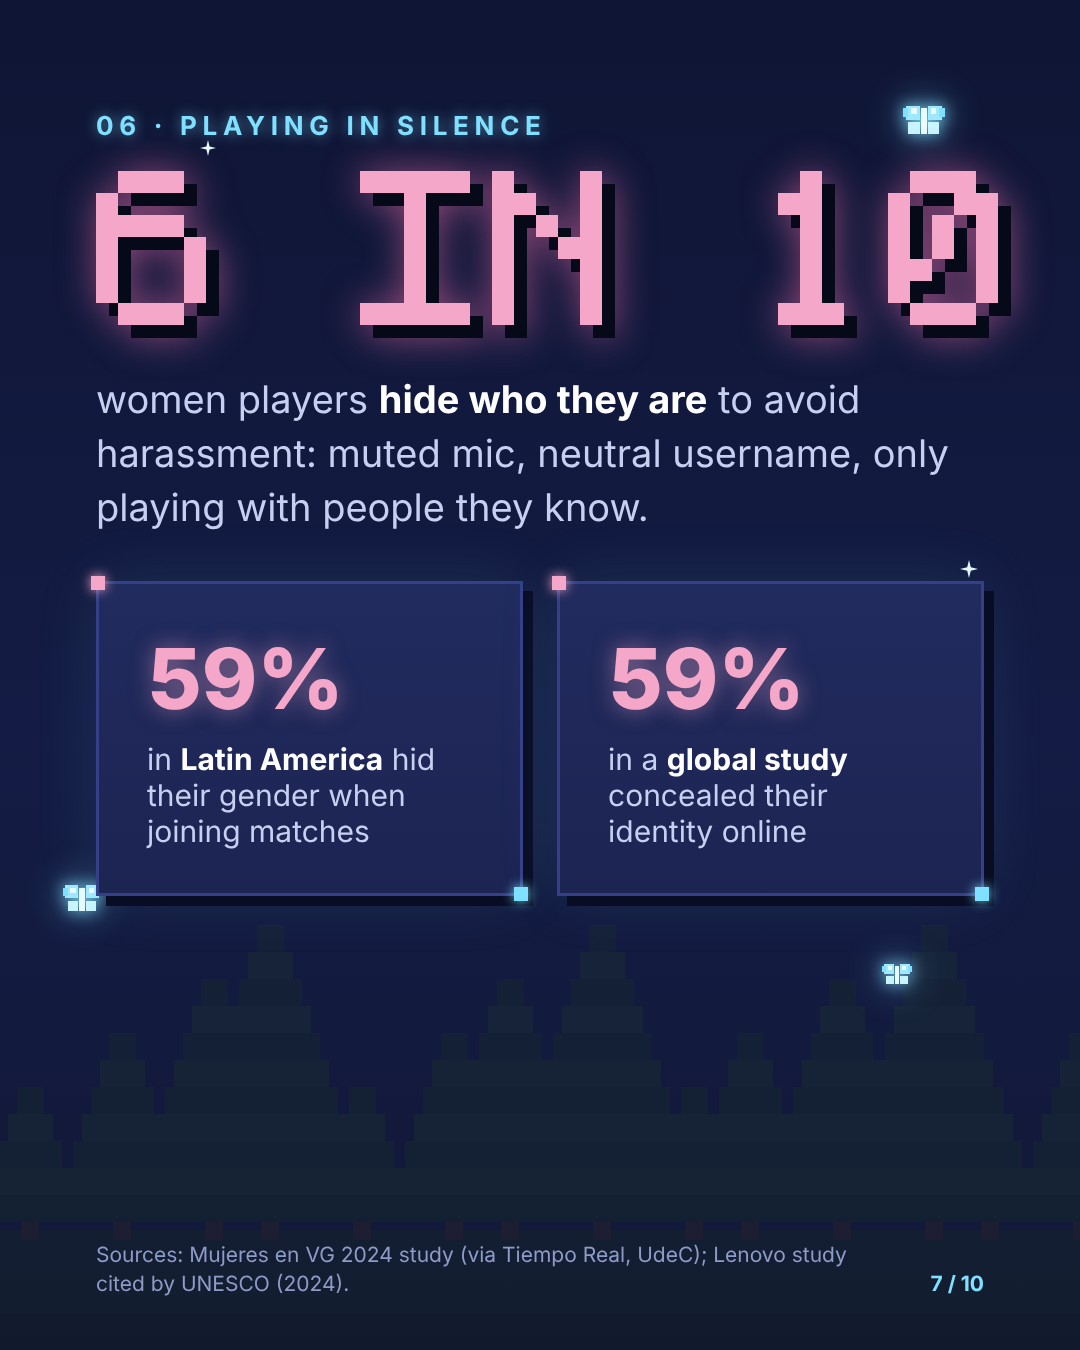 06 · PLAYING IN SILENCE
6 IN 10
women players hide who they are to avoid
harassment: muted mic, neutral username, only
playing with people they know.
59%
in Latin America hid
their gender when
joining matches
59%
in a global study
concealed their
identity online
Sources: Mujeres en VG 2024 study (via Tiempo Real, UdeC); Lenovo study
cited by UNESCO (2024).
7 / 10